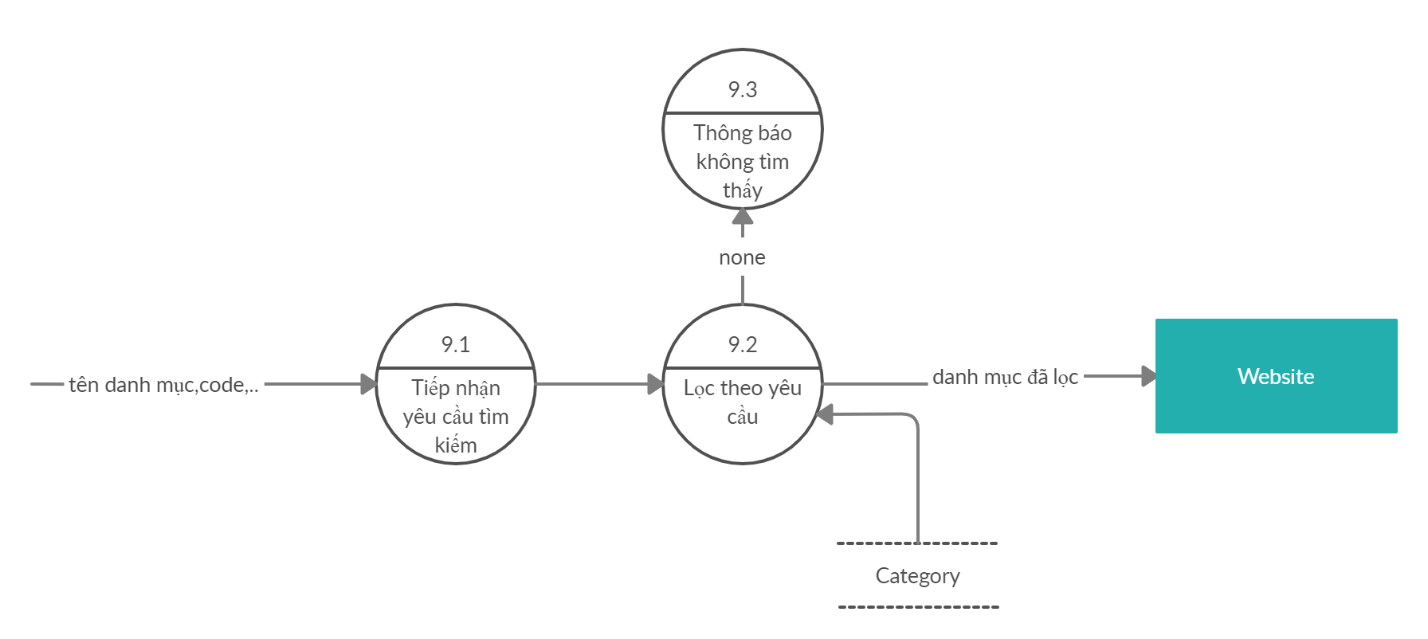 9.3
Thông báo
không tìm
thấy
none
9.1
Tiếp nhận
yêu cầu tìm
kiếm
9.2
Lọc theo yêu
cầu
tên danh mục,code,..
danh mục đã lọc
Website
Category